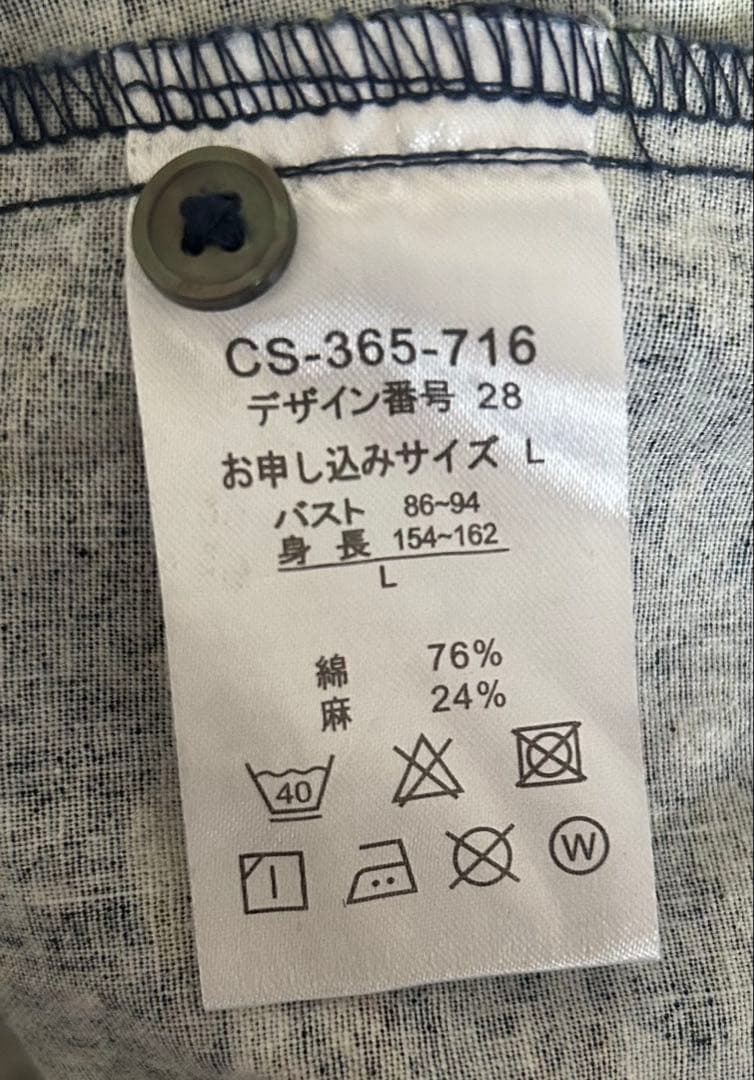 CS-365-716
デザイン番号 28
お申し込みサイズ L
バスト 86~94
身 長 154~162
L
綿 76%
麻 24%
40
W